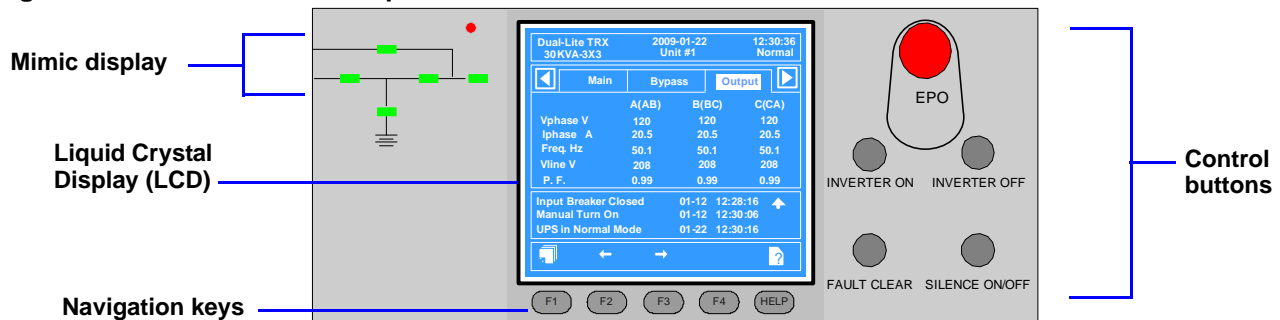 Mimic display
Liquid Crystal
Display (LCD)
Navigation keys
Dual-Lite TRX 2009-01-22 12:30:36
30KVA-3X3 Unit #1 Normal
Main Bypass Output
A(AB) B(BC) C(CA)
Vphase V 120 120 120
Iphase A 20.5 20.5 20.5
Freq. Hz 50.1 50.1 50.1
Vline V 208 208 208
P. F. 0.99 0.99 0.99
Input Breaker Closed 01-12 12:28:16
Manual Turn On 01-12 12:30:06
UPS in Normal Mode 01-22 12:30:16
?
F1 F2 F3 F4 HELP
EPO
INVERTER ON INVERTER OFF
FAULT CLEAR SILENCE ON/OFF
Control
buttons